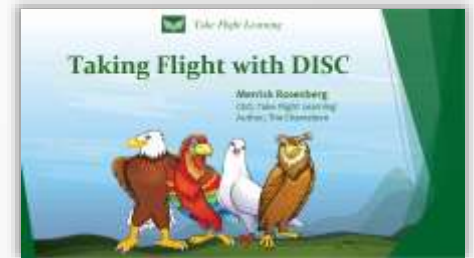 Take Flight Learning
Taking Flight with DISC
Merrick Rosenberg
CEO, Take Flight Learning
Author, The Chameleon